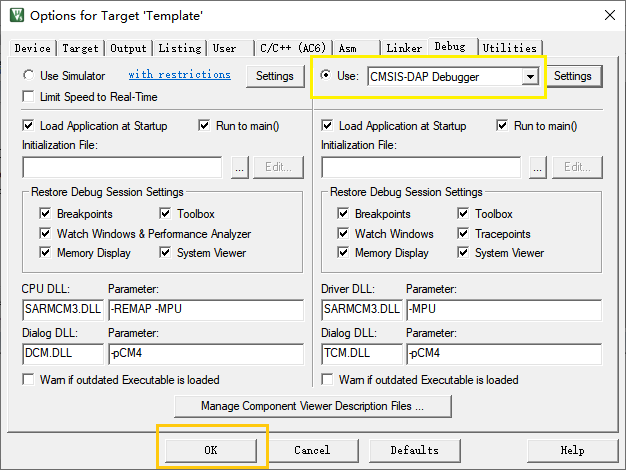 Options for Target 'Template'
Device Target Output Listing User C/C++ (AC6) Asm Linker Debug Utilities
Use Simulator with restrictions Settings Use: CMSIS-DAP Debugger Settings
Limit Speed to Real-Time
Load Application at Startup Run to main() Load Application at Startup Run to main()
Initialization File: Initialization File:
... Edit... ... Edit...
Restore Debug Session Settings Restore Debug Session Settings
Breakpoints Toolbox Breakpoints Toolbox
Watch Windows & Performance Analyzer Watch Windows Tracepoints
Memory Display System Viewer Memory Display System Viewer
CPU DLL: Parameter: Driver DLL: Parameter:
SARMCM3.DLL -REMAP -MPU SARMCM3.DLL -MPU
Dialog DLL: Parameter: Dialog DLL: Parameter:
DCM.DLL -pCM4 TCM.DLL -pCM4
Warn if outdated Executable is loaded Warn if outdated Executable is loaded
Manage Component Viewer Description Files ...
OK Cancel Defaults Help